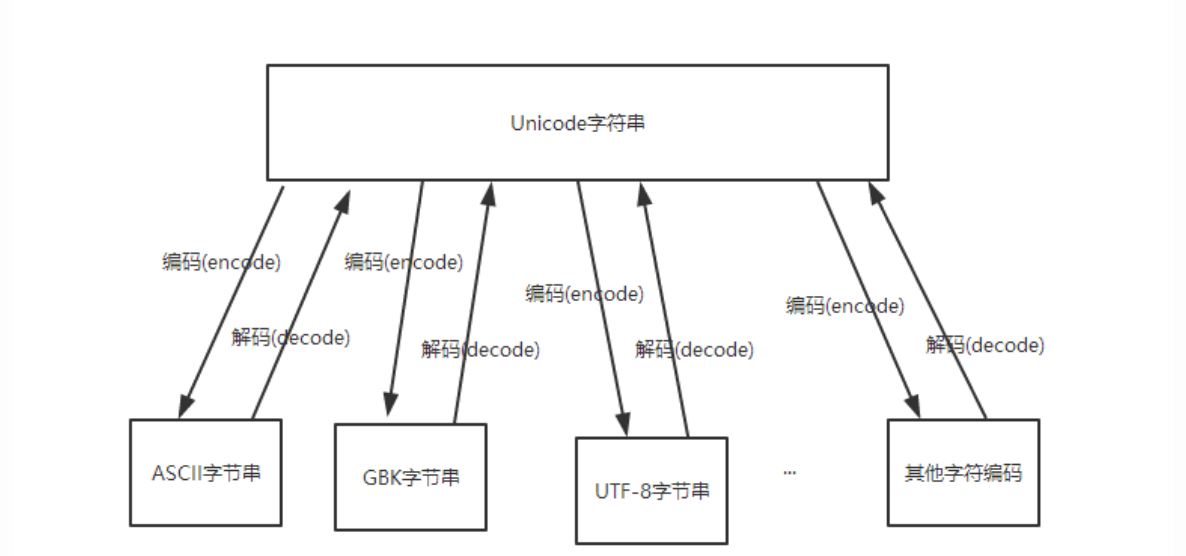 Unicode字符串
编码(encode)
解码(decode)
编码(encode)
解码(decode)
编码(encode)
解码(decode)
编码(encode)
解码(decode)
ASCII字节串
GBK字节串
UTF-8字节串
...
其他字符编码